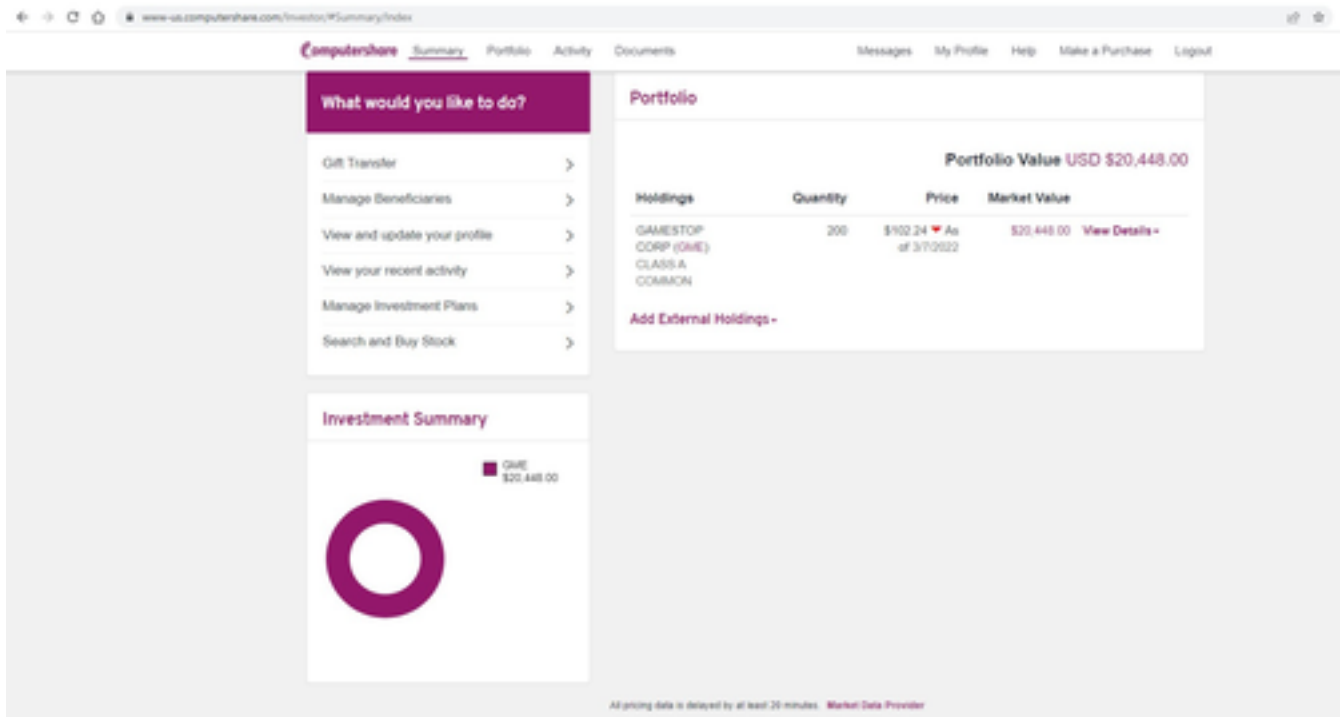 www-us.computershare.com/Investor/#Summary/Index
Computershare Summary Portfolio Activity Documents Messages My Profile Help Make a Purchase Logout
What would you like to do?
Gift Transfer
Manage Beneficiaries
View and update your profile
View your recent activity
Manage Investment Plans
Search and Buy Stock
Portfolio
Portfolio Value USD $20,448.00
Holdings Quantity Price Market Value
GAMESTOP 200 $102.24 As $20,448.00 View Details
CORP (GME) of 3/7/2022
CLASS A
COMMON
Add External Holdings
Investment Summary
GME
$20,448.00
All pricing data is delayed by at least 20 minutes. Market Data Provider